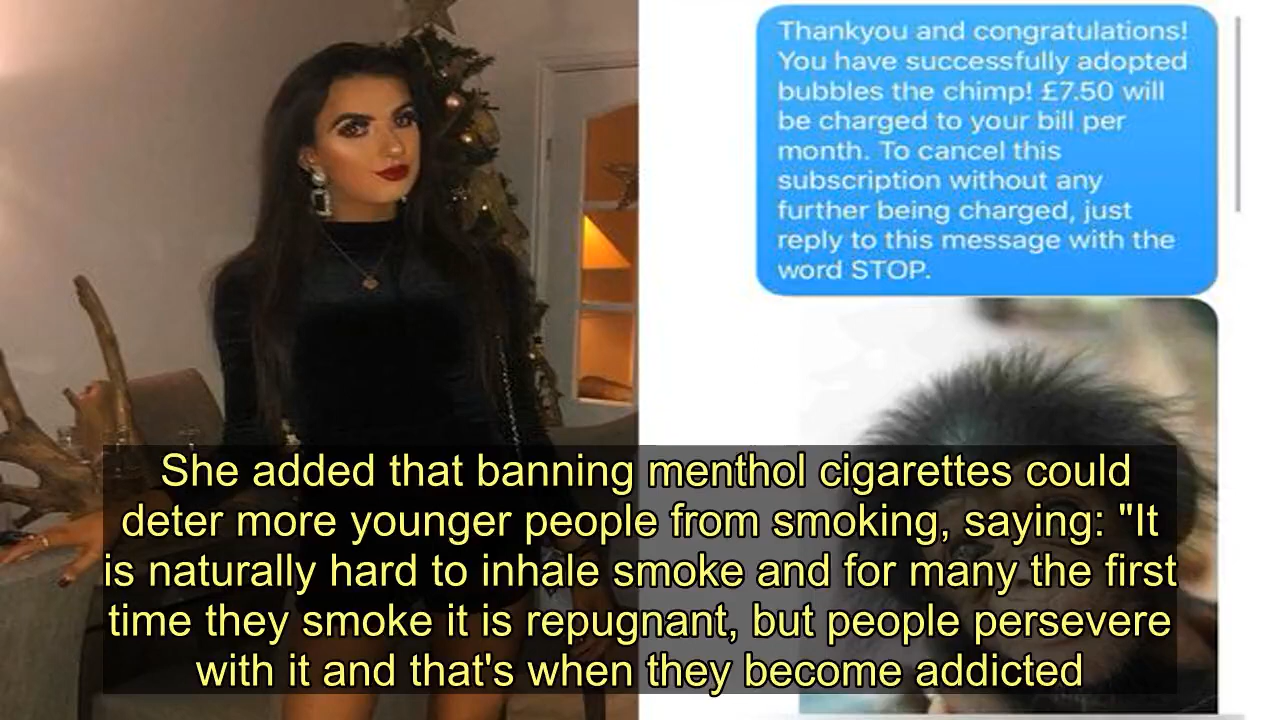 Thankyou and congratulations!
You have successfully adopted
bubbles the chimp! £7.50 will
be charged to your bill per
month. To cancel this
subscription without any
further being charged, just
reply to this message with the
word STOP.
She added that banning menthol cigarettes could
deter more younger people from smoking, saying: "It
is naturally hard to inhale smoke and for many the first
time they smoke it is repugnant, but people persevere
with it and that's when they become addicted